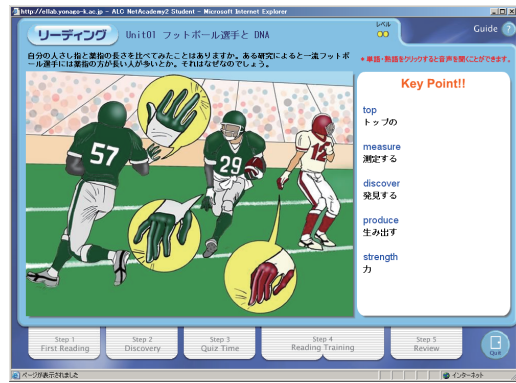 http://ellab.yonago-k.ac.jp - ALC NetAcademy2 Student - Microsoft Internet Explorer
リーディング
Unit01 フットボール選手と DNA
レベル
Guide ?
自分の人さし指と薬指の長さを比べてみたことはありますか。ある研究によると一流フットボ
ール選手には薬指の方が長い人が多いとか。それはなぜなのでしょう。
*単語・熟語をクリックすると音声を聞くことができます。
Key Point!!
top
トップの
measure
測定する
discover
発見する
produce
生み出す
strength
力
57
29
12
Step 1
First Reading
Step 2
Discovery
Step 3
Quiz Time
Step 4
Reading Training
Step 5
Review
Quit
ページが表示されました
インターネット